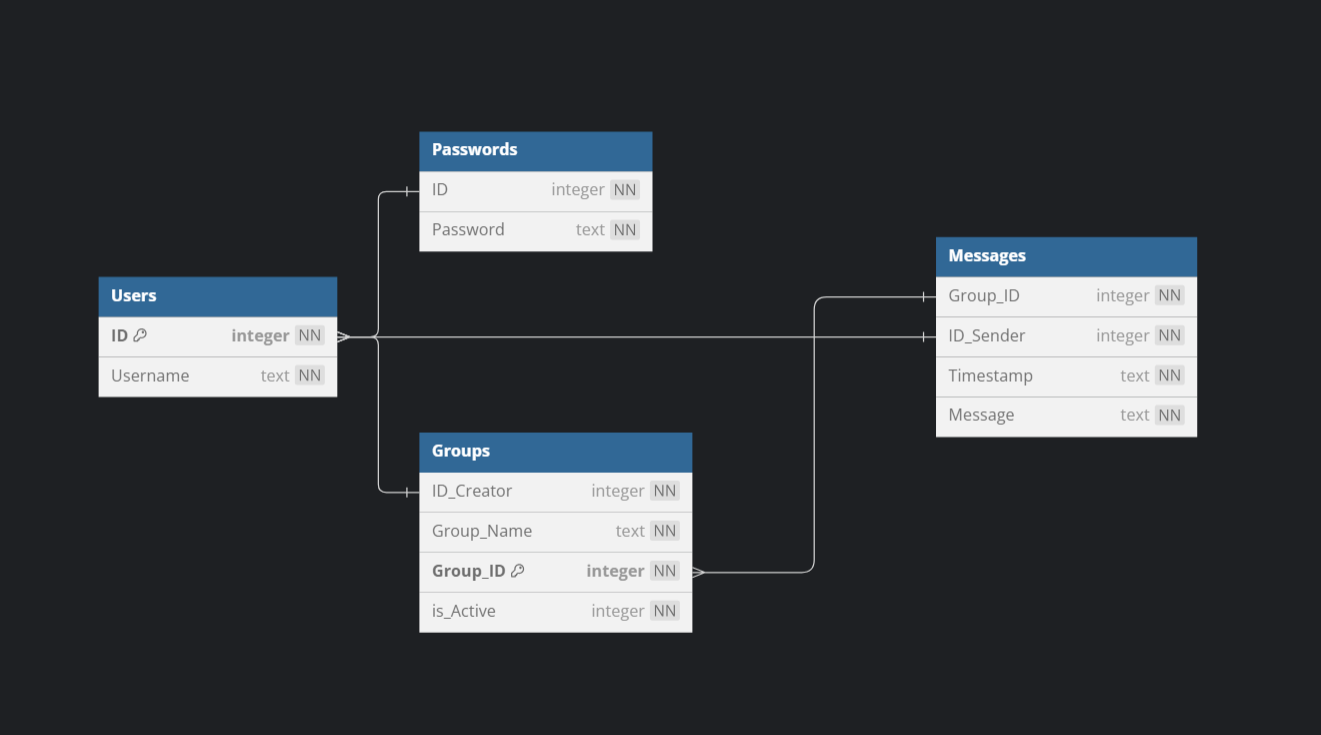 Passwords
ID integer NN
Password text NN
Users
ID integer NN
Username text NN
Messages
Group_ID integer NN
ID_Sender integer NN
Timestamp text NN
Message text NN
Groups
ID_Creator integer NN
Group_Name text NN
Group_ID integer NN
is_Active integer NN